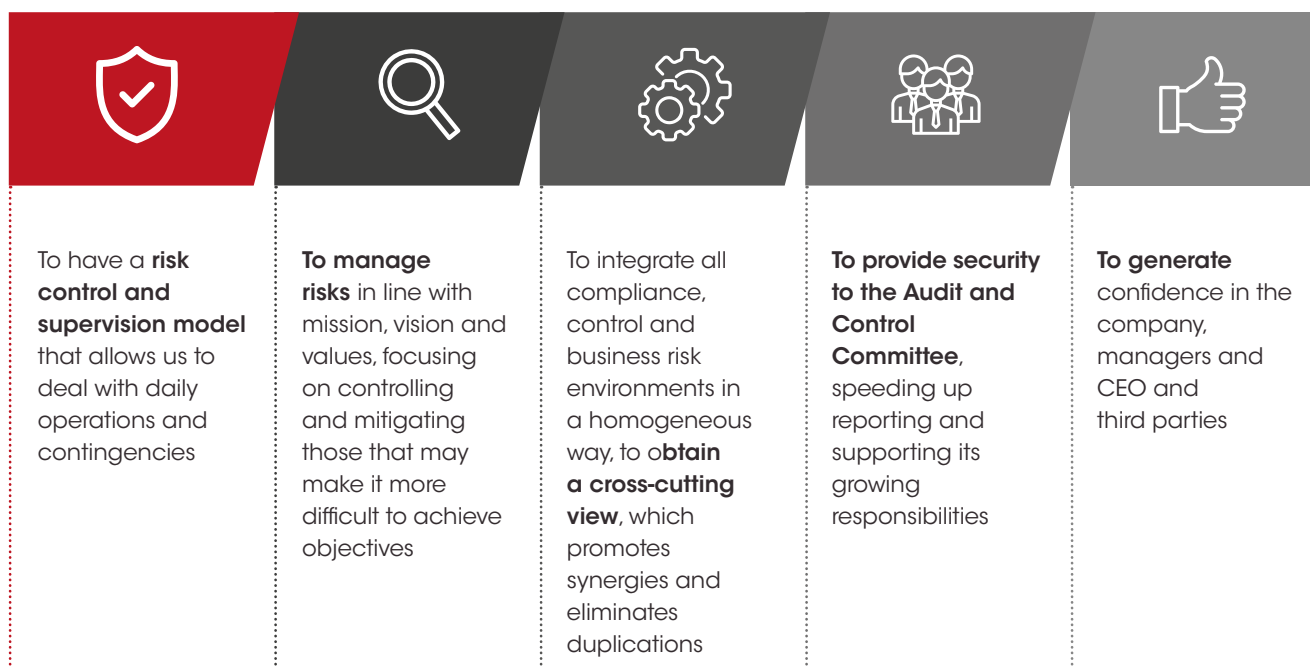 To have a risk
control and
supervision model
that allows us to
deal with daily
operations and
contingencies
To manage
risks in line with
mission, vision and
values, focusing
on controlling
and mitigating
those that may
make it more
difficult to achieve
objectives
To integrate all
compliance,
control and
business risk
environments in
a homogeneous
way, to obtain
a cross-cutting
view, which
promotes
synergies and
eliminates
duplications
To provide security
to the Audit and
Control
Committee,
speeding up
reporting and
supporting its
growing
responsibilities
To generate
confidence in the
company,
managers and
CEO and
third parties